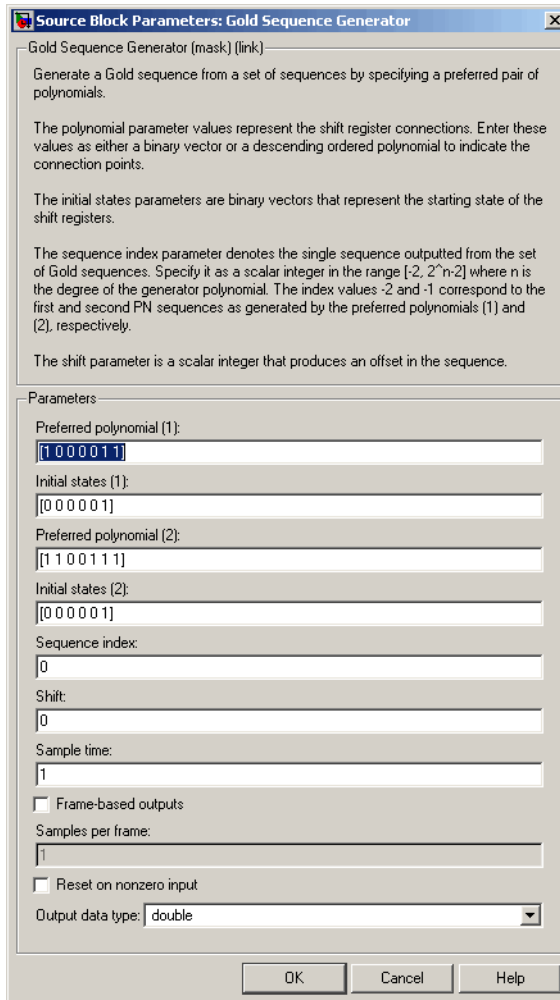 Source Block Parameters: Gold Sequence Generator
Gold Sequence Generator (mask) (link)
Generate a Gold sequence from a set of sequences by specifying a preferred pair of
polynomials.
The polynomial parameter values represent the shift register connections. Enter these
values as either a binary vector or a descending ordered polynomial to indicate the
connection points.
The initial states parameters are binary vectors that represent the starting state of the
shift registers.
The sequence index parameter denotes the single sequence outputted from the set
of Gold sequences. Specify it as a scalar integer in the range [-2, 2^n-2] where n is
the degree of the generator polynomial. The index values -2 and -1 correspond to the
first and second PN sequences as generated by the preferred polynomials (1) and
(2), respectively.
The shift parameter is a scalar integer that produces an offset in the sequence.
Parameters
Preferred polynomial (1):
[1 0 0 0 0 1 1]
Initial states (1):
[0 0 0 0 0 1]
Preferred polynomial (2):
[1 1 0 0 1 1 1]
Initial states (2):
[0 0 0 0 0 1]
Sequence index:
0
Shift:
0
Sample time:
1
Frame-based outputs
Samples per frame:
1
Reset on nonzero input
Output data type: double
OK Cancel Help